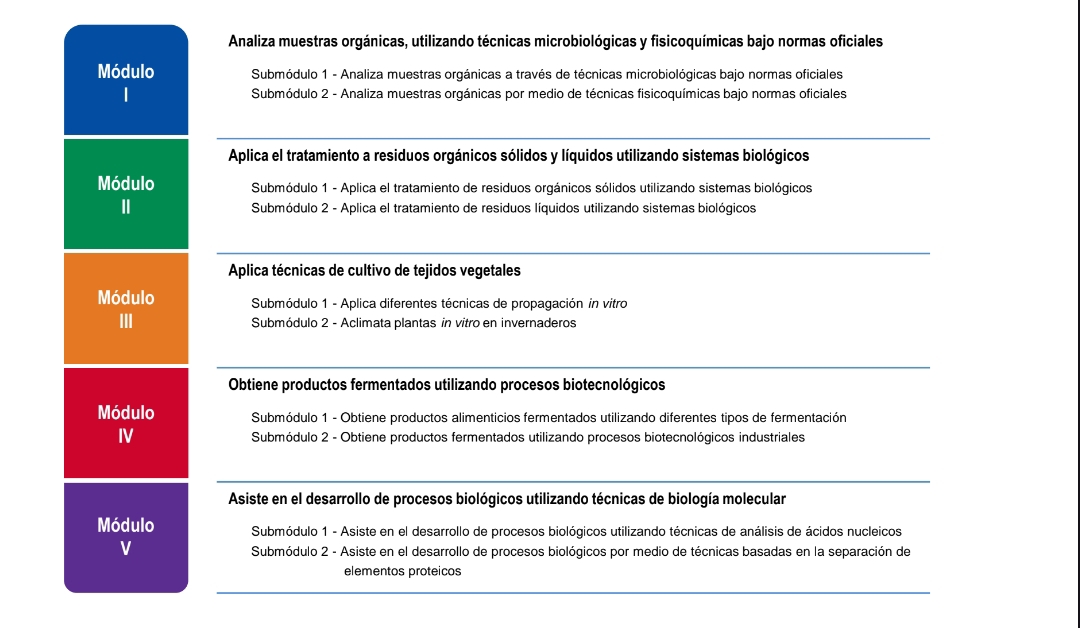 Módulo
I
Analiza muestras orgánicas, utilizando técnicas microbiológicas y fisicoquímicas bajo normas oficiales
Submódulo 1 - Analiza muestras orgánicas a través de técnicas microbiológicas bajo normas oficiales
Submódulo 2 - Analiza muestras orgánicas por medio de técnicas fisicoquímicas bajo normas oficiales
Módulo
II
Aplica el tratamiento a residuos orgánicos sólidos y líquidos utilizando sistemas biológicos
Submódulo 1 - Aplica el tratamiento de residuos orgánicos sólidos utilizando sistemas biológicos
Submódulo 2 - Aplica el tratamiento de residuos líquidos utilizando sistemas biológicos
Módulo
III
Aplica técnicas de cultivo de tejidos vegetales
Submódulo 1 - Aplica diferentes técnicas de propagación in vitro
Submódulo 2 - Aclimata plantas in vitro en invernaderos
Módulo
IV
Obtiene productos fermentados utilizando procesos biotecnológicos
Submódulo 1 - Obtiene productos alimenticios fermentados utilizando diferentes tipos de fermentación
Submódulo 2 - Obtiene productos fermentados utilizando procesos biotecnológicos industriales
Módulo
V
Asiste en el desarrollo de procesos biológicos utilizando técnicas de biología molecular
Submódulo 1 - Asiste en el desarrollo de procesos biológicos utilizando técnicas de análisis de ácidos nucleicos
Submódulo 2 - Asiste en el desarrollo de procesos biológicos por medio de técnicas basadas en la separación de
elementos proteicos